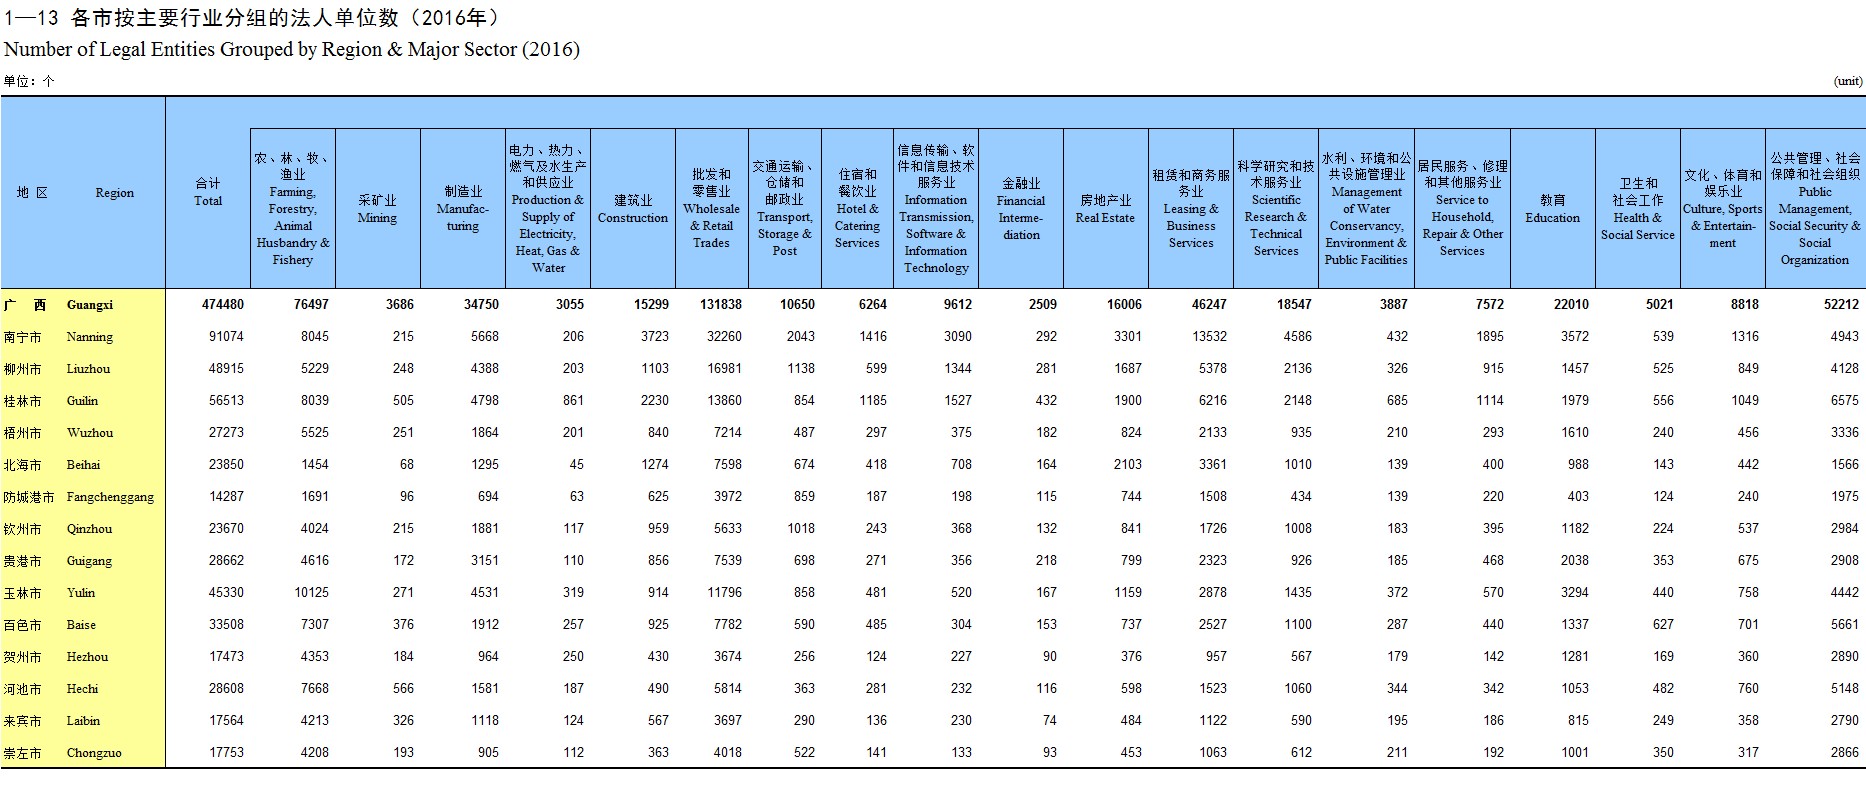 1—13 各市按主要行业分组的法人单位数（2016年）
Number of Legal Entities Grouped by Region & Major Sector (2016)
单位：个 (unit)
地 区 Region
合计
Total
农、林、牧、
渔业
Farming,
Forestry,
Animal
Husbandry &
Fishery
采矿业
Mining
制造业
Manufac-
turing
电力、热力、
燃气及水生产
和供应业
Production &
Supply of
Electricity,
Heat, Gas &
Water
建筑业
Construction
批发和
零售业
Wholesale
& Retail
Trades
交通运输、
仓储和
邮政业
Transport,
Storage &
Post
住宿和
餐饮业
Hotel &
Catering
Services
信息传输、软
件和信息技术
服务业
Information
Transmission,
Software &
Information
Technology
金融业
Financial
Interme-
diation
房地产业
Real Estate
租赁和商务服
务业
Leasing &
Business
Services
科学研究和技
术服务业
Scientific
Research &
Technical
Services
水利、环境和公
共设施管理业
Management
of Water
Conservancy,
Environment &
Public Facilities
居民服务、修理
和其他服务业
Service to
Household,
Repair & Other
Services
教育
Education
卫生和
社会工作
Health &
Social Service
文化、体育和
娱乐业
Culture, Sports
& Entertain-
ment
公共管理、社会
保障和社会组织
Public
Management,
Social Security &
Social
Organization
广 西 Guangxi 474480 76497 3686 34750 3055 15299 131838 10650 6264 9612 2509 16006 46247 18547 3887 7572 22010 5021 8818 52212
南宁市 Nanning 91074 8045 215 5668 206 3723 32260 2043 1416 3090 292 3301 13532 4586 432 1895 3572 539 1316 4943
柳州市 Liuzhou 48915 5229 248 4388 203 1103 16981 1138 599 1344 281 1687 5378 2136 326 915 1457 525 849 4128
桂林市 Guilin 56513 8039 505 4798 861 2230 13860 854 1185 1527 432 1900 6216 2148 685 1114 1979 556 1049 6575
梧州市 Wuzhou 27273 5525 251 1864 201 840 7214 487 297 375 182 824 2133 935 210 293 1610 240 456 3336
北海市 Beihai 23850 1454 68 1295 45 1274 7598 674 418 708 164 2103 3361 1010 139 400 988 143 442 1566
防城港市 Fangchenggang 14287 1691 96 694 63 625 3972 859 187 198 115 744 1508 434 139 220 403 124 240 1975
钦州市 Qinzhou 23670 4024 215 1881 117 959 5633 1018 243 368 132 841 1726 1008 183 395 1182 224 537 2984
贵港市 Guigang 28662 4616 172 3151 110 856 7539 698 271 356 218 799 2323 926 185 468 2038 353 675 2908
玉林市 Yulin 45330 10125 271 4531 319 914 11796 858 481 520 167 1159 2878 1435 372 570 3294 440 758 4442
百色市 Baise 33508 7307 376 1912 257 925 7782 590 485 304 153 737 2527 1100 287 440 1337 627 701 5661
贺州市 Hezhou 17473 4353 184 964 250 430 3674 256 124 227 90 376 957 567 179 142 1281 169 360 2890
河池市 Hechi 28608 7668 566 1581 187 490 5814 363 281 232 116 598 1523 1060 344 342 1053 482 760 5148
来宾市 Laibin 17564 4213 326 1118 124 567 3697 290 136 230 74 484 1122 590 195 186 815 249 358 2790
崇左市 Chongzuo 17753 4208 193 905 112 363 4018 522 141 133 93 453 1063 612 211 192 1001 350 317 2866